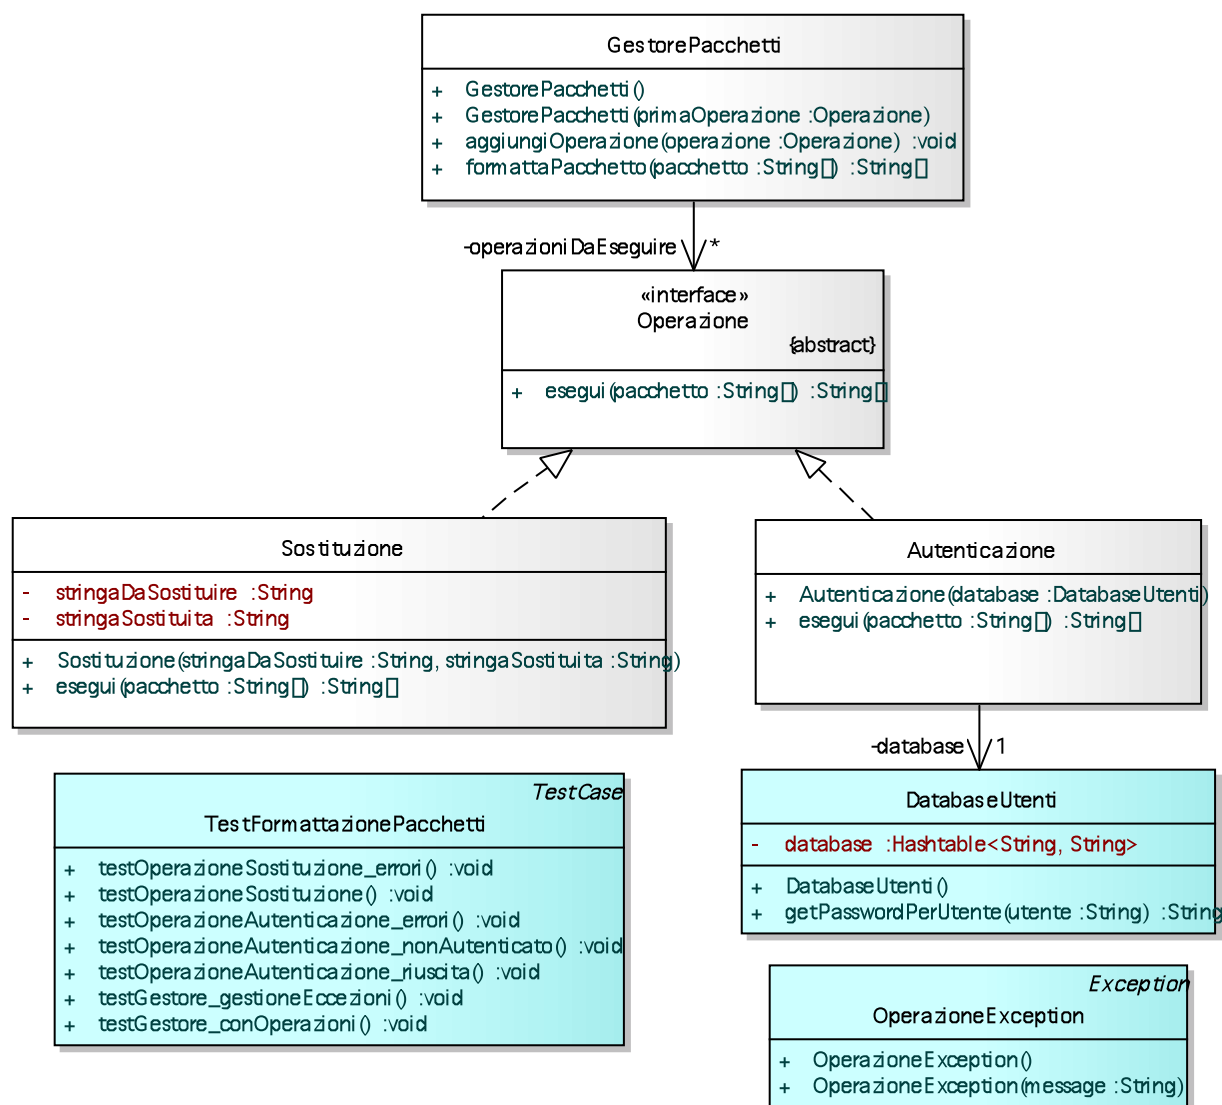 GestorePacchetti
+ GestorePacchetti()
+ GestorePacchetti(primaOperazione :Operazione)
+ aggiungiOperazione(operazione :Operazione) :void
+ formattaPacchetto(pacchetto :String[]) :String[]
-operazioniDaEseguire *
«interface»
Operazione
{abstract}
+ esegui(pacchetto :String[]) :String[]
Sostituzione
- stringaDaSostituire :String
- stringaSostituita :String
+ Sostituzione(stringaDaSostituire :String, stringaSostituita :String)
+ esegui(pacchetto :String[]) :String[]
Autenticazione
+ Autenticazione(database :DatabaseUtenti)
+ esegui(pacchetto :String[]) :String[]
-database 1
TestCase
TestFormattazionePacchetti
+ testOperazioneSostituzione_errori() :void
+ testOperazioneSostituzione() :void
+ testOperazioneAutenticazione_errori() :void
+ testOperazioneAutenticazione_nonAutenticato() :void
+ testOperazioneAutenticazione_riuscita() :void
+ testGestore_gestioneEccezioni() :void
+ testGestore_conOperazioni() :void
DatabaseUtenti
- database :Hashtable<String, String>
+ DatabaseUtenti()
+ getPasswordPerUtente(utente :String) :String
Exception
OperazioneException
+ OperazioneException()
+ OperazioneException(message :String)